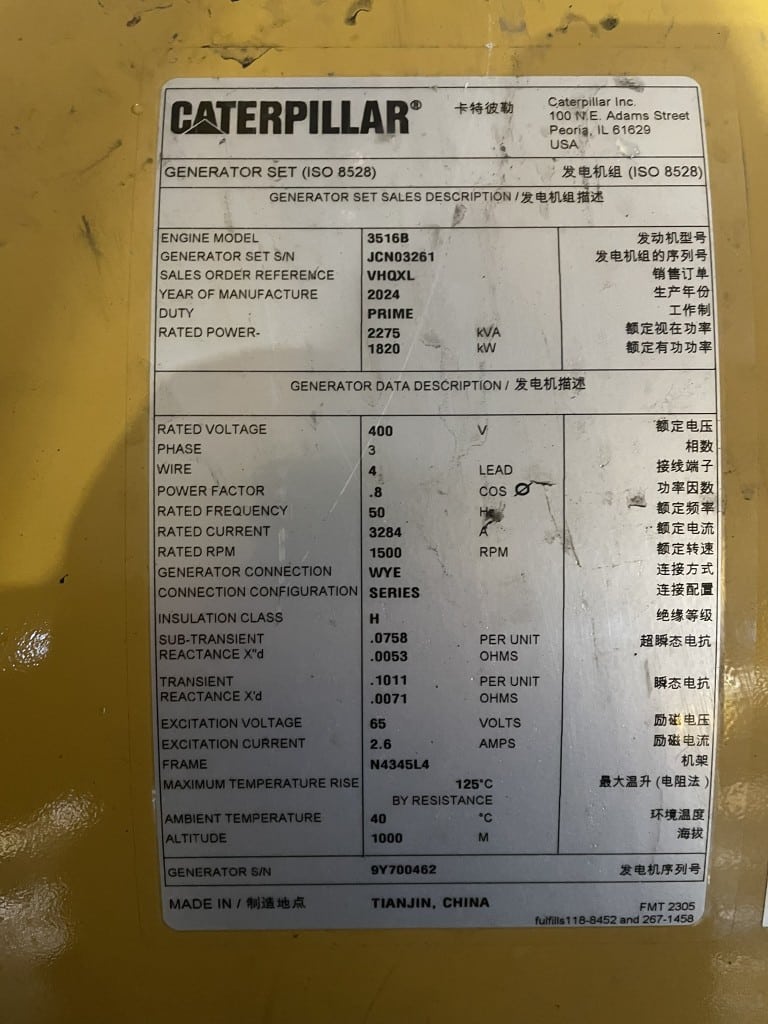 CATERPILLAR® 卡特彼勒 Caterpillar Inc.
100 N.E. Adams Street
Peoria, IL 61629
USA
GENERATOR SET (ISO 8528) 发电机组 (ISO 8528)
GENERATOR SET SALES DESCRIPTION / 发电机组描述
ENGINE MODEL 3516B 发动机型号
GENERATOR SET S/N JCN03261 发电机组的序列号
SALES ORDER REFERENCE VHQXL 销售订单
YEAR OF MANUFACTURE 2024 生产年份
DUTY PRIME 工作制
RATED POWER- 2275 kVA 额定视在功率
1820 kW 额定有功功率
GENERATOR DATA DESCRIPTION / 发电机描述
RATED VOLTAGE 400 V 额定电压
PHASE 3 相数
WIRE 4 LEAD 接线端子
POWER FACTOR .8 COS Ø 功率因数
RATED FREQUENCY 50 Hz 额定频率
RATED CURRENT 3284 A 额定电流
RATED RPM 1500 RPM 额定转速
GENERATOR CONNECTION WYE 连接方式
CONNECTION CONFIGURATION SERIES 连接配置
INSULATION CLASS H 绝缘等级
SUB-TRANSIENT .0758 PER UNIT 超瞬态电抗
REACTANCE X"d .0053 OHMS
TRANSIENT .1011 PER UNIT 瞬态电抗
REACTANCE X'd .0071 OHMS
EXCITATION VOLTAGE 65 VOLTS 励磁电压
EXCITATION CURRENT 2.6 AMPS 励磁电流
FRAME N4345L4 机架
MAXIMUM TEMPERATURE RISE 125°C 最大温升 (电阻法)
BY RESISTANCE
AMBIENT TEMPERATURE 40 °C 环境温度
ALTITUDE 1000 M 海拔
GENERATOR S/N 9Y700462 发电机序列号
MADE IN / 制造地点 TIANJIN, CHINA FMT 2305
fulfills118-8452 and 267-1458